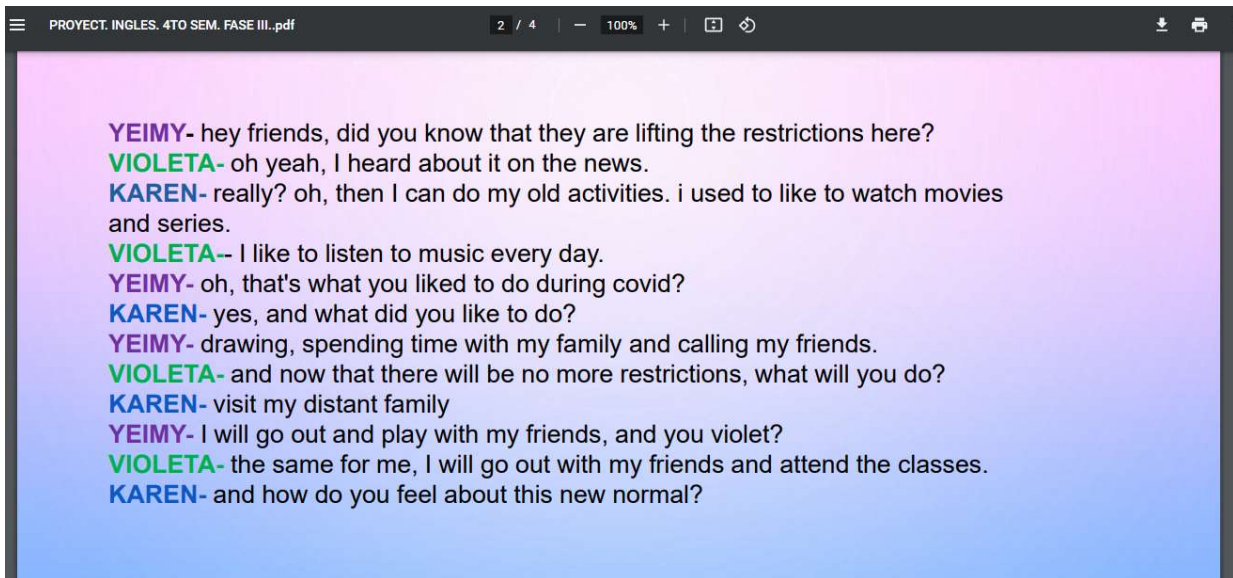 PROYECT. INGLES. 4TO SEM. FASE III..pdf
2 / 4
100%
YEIMY- hey friends, did you know that they are lifting the restrictions here?
VIOLETA- oh yeah, I heard about it on the news.
KAREN- really? oh, then I can do my old activities. i used to like to watch movies
and series.
VIOLETA-- I like to listen to music every day.
YEIMY- oh, that's what you liked to do during covid?
KAREN- yes, and what did you like to do?
YEIMY- drawing, spending time with my family and calling my friends.
VIOLETA- and now that there will be no more restrictions, what will you do?
KAREN- visit my distant family
YEIMY- I will go out and play with my friends, and you violet?
VIOLETA- the same for me, I will go out with my friends and attend the classes.
KAREN- and how do you feel about this new normal?